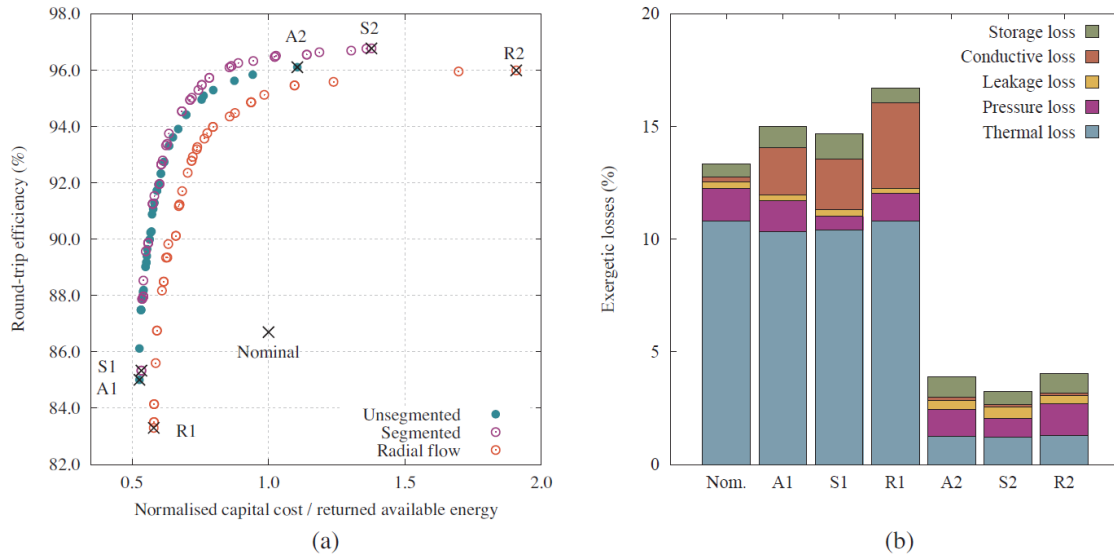 98.0
96.0
94.0
92.0
90.0
88.0
86.0
84.0
82.0
Round-trip efficiency (%)
S2
A2
R2
Nominal
S1
A1
R1
Unsegmented
Segmented
Radial flow
0.5 1.0 1.5 2.0
Normalised capital cost / returned available energy
(a)
20
15
10
5
0
Exergetic losses (%)
Storage loss
Conductive loss
Leakage loss
Pressure loss
Thermal loss
Nom. A1 S1 R1 A2 S2 R2
(b)